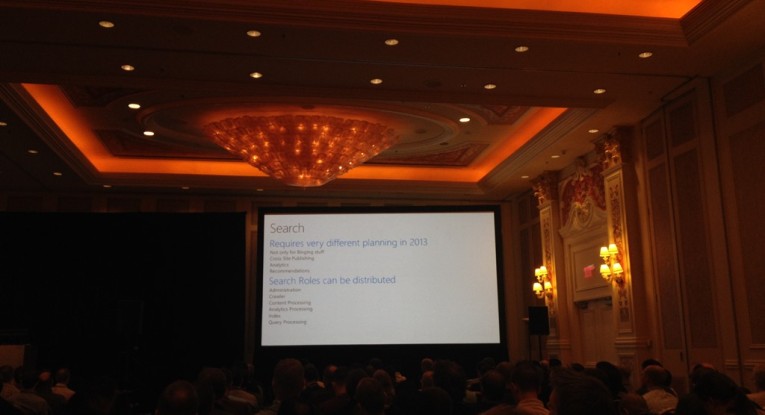 Search
Requires very different planning in 2013
Not only for Binging stuff
Cross Site Publishing
Analytics
Recommendations
Search Roles can be distributed
Administration
Crawler
Content Processing
Analytics Processing
Index
Query Processing